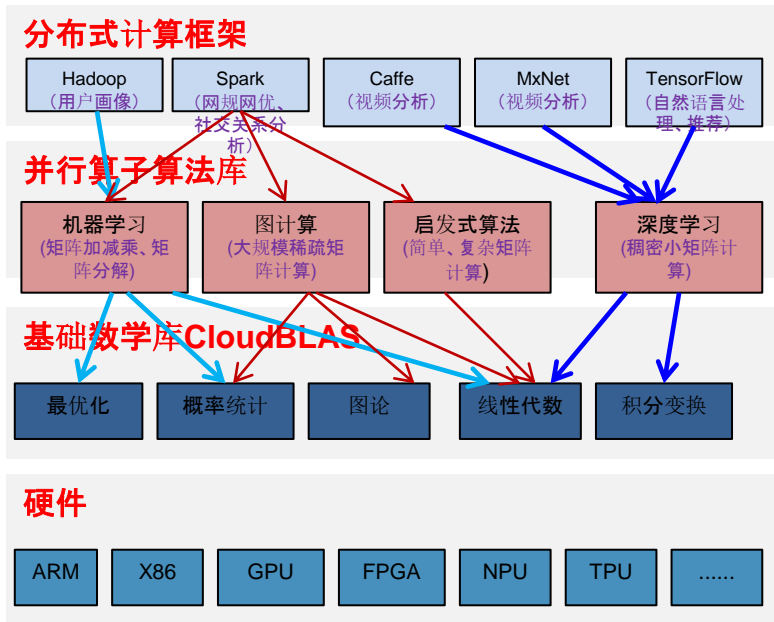 分布式计算框架
Hadoop
（用户画像）
Spark
（网规网优、
社交关系分
析）
Caffe
（视频分析）
MxNet
（视频分析）
TensorFlow
（自然语言处
理、推荐）
并行算子算法库
机器学习
(矩阵加减乘、矩
阵分解)
图计算
(大规模稀疏矩
阵计算)
启发式算法
(简单、复杂矩阵
计算)
深度学习
(稠密小矩阵计
算)
基础数学库CloudBLAS
最优化
概率统计
图论
线性代数
积分变换
硬件
ARM
X86
GPU
FPGA
NPU
TPU
......